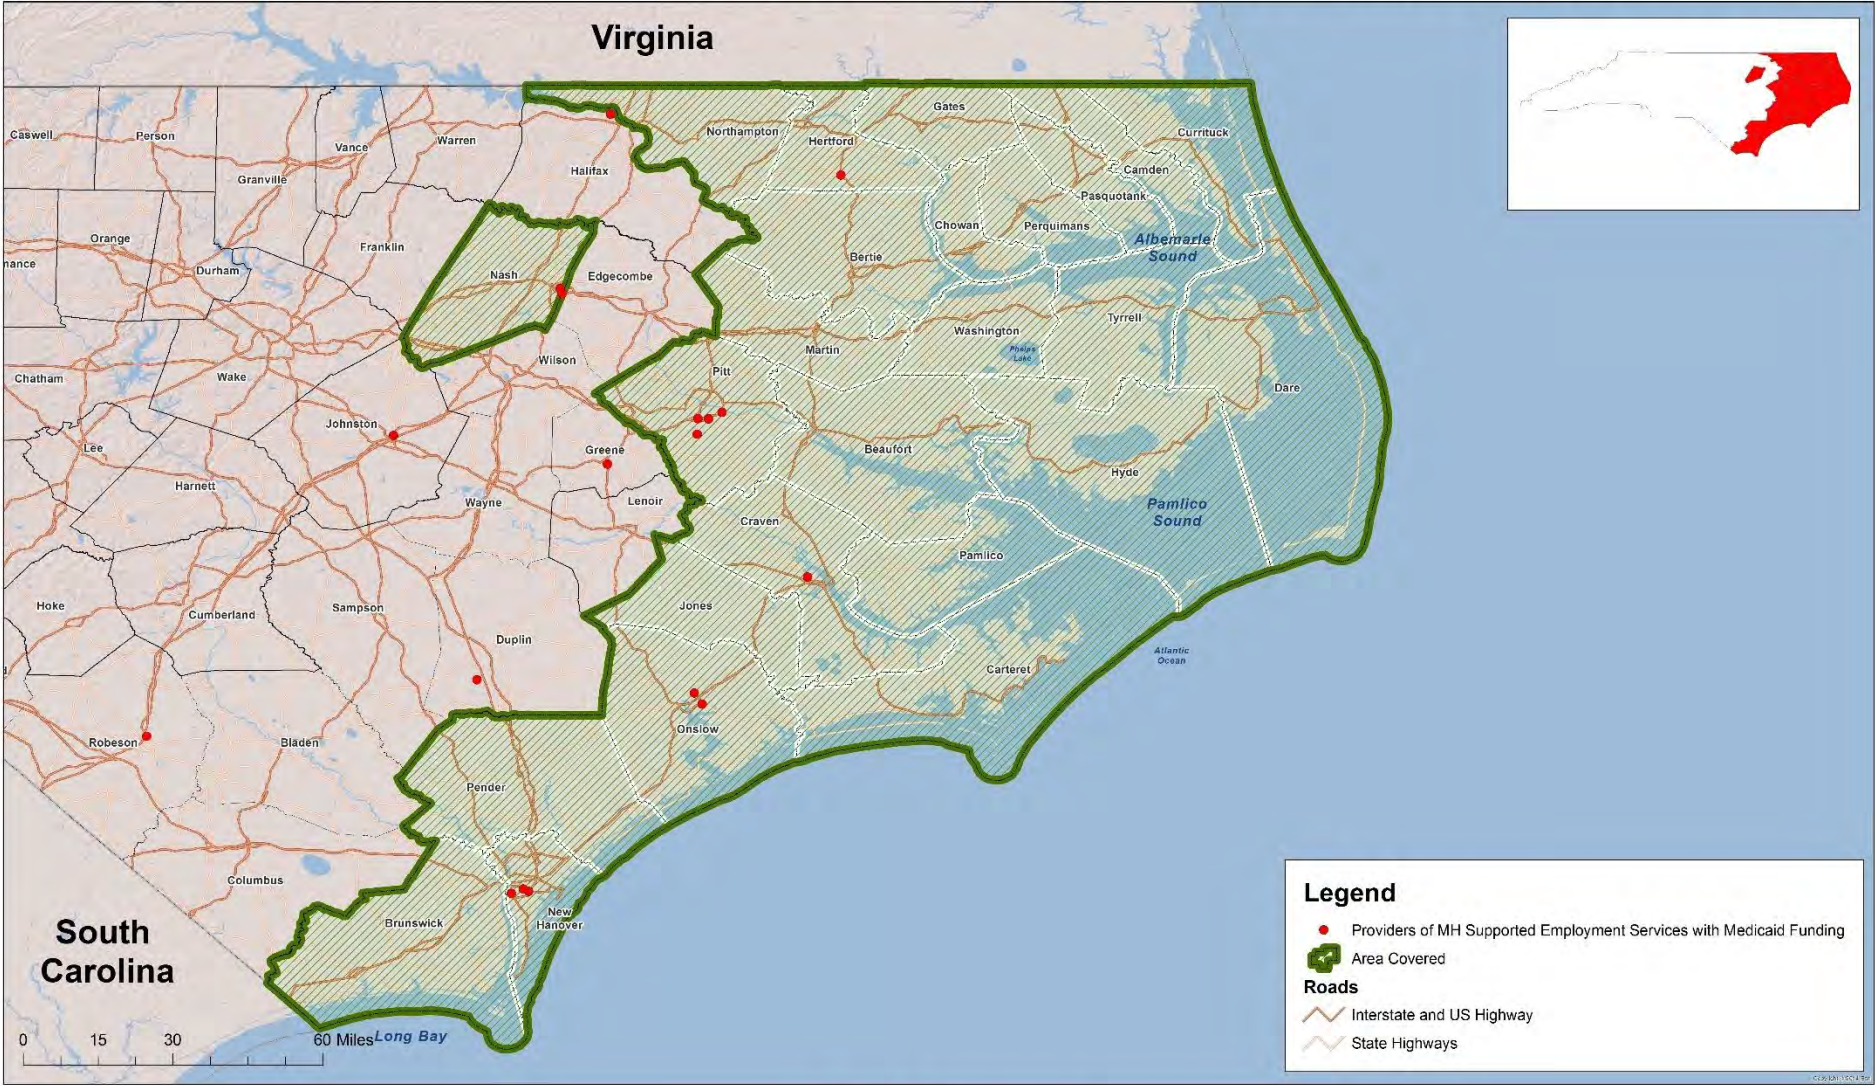 Virginia
Caswell
Person
Vance
Warren
Granville
Halifax
Northampton
Hertford
Gates
Currituck
Camden
Pasquotank
Orange
Franklin
Durham
mance
Nash
Edgecombe
Chowan
Perquimans
Albemarle
Sound
Bertie
Chatham
Wake
Wilson
Martin
Washington
Tyrrell
Phelps
Lake
Pitt
Dare
Johnston
Lee
Greene
Beaufort
Hyde
Harnett
Wayne
Lenoir
Craven
Pamlico
Sound
Pamlico
Hoke
Cumberland
Sampson
Jones
Duplin
Atlantic
Ocean
Carteret
Robeson
Bladen
Onslow
Pender
Columbus
Brunswick
New
Hanover
South
Carolina
Long Bay
0 15 30 60 Miles
Legend
Providers of MH Supported Employment Services with Medicaid Funding
Area Covered
Roads
Interstate and US Highway
State Highways